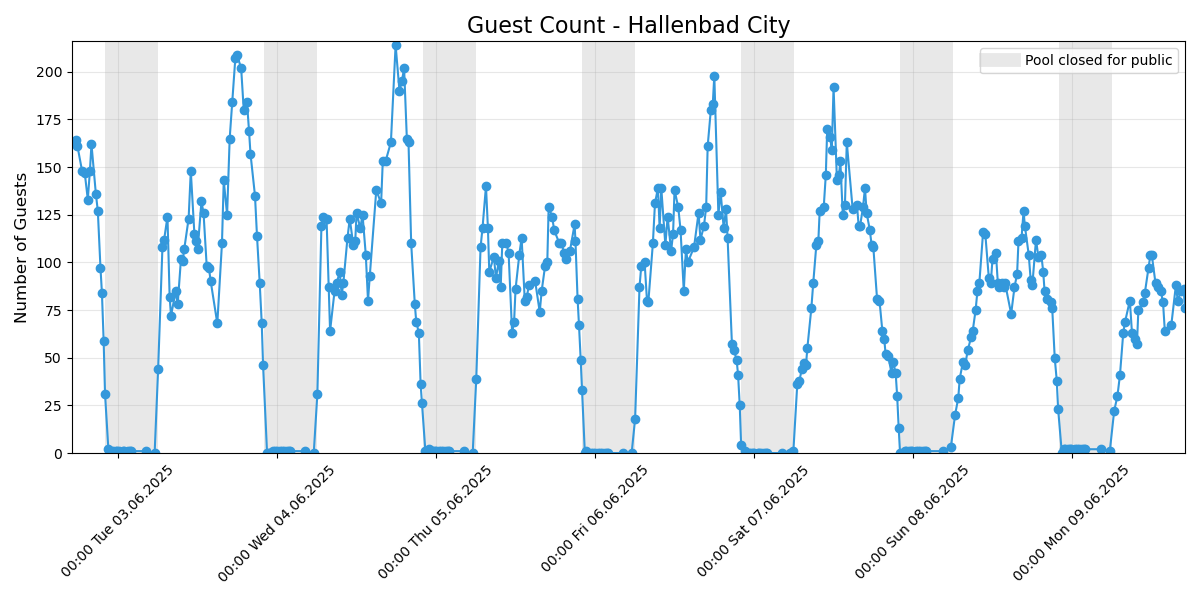 Guest Count - Hallenbad City
Pool closed for public
Number of Guests
200
175
150
125
100
75
50
25
0
00:00 Tue 03.06.2025
00:00 Wed 04.06.2025
00:00 Thu 05.06.2025
00:00 Fri 06.06.2025
00:00 Sat 07.06.2025
00:00 Sun 08.06.2025
00:00 Mon 09.06.2025